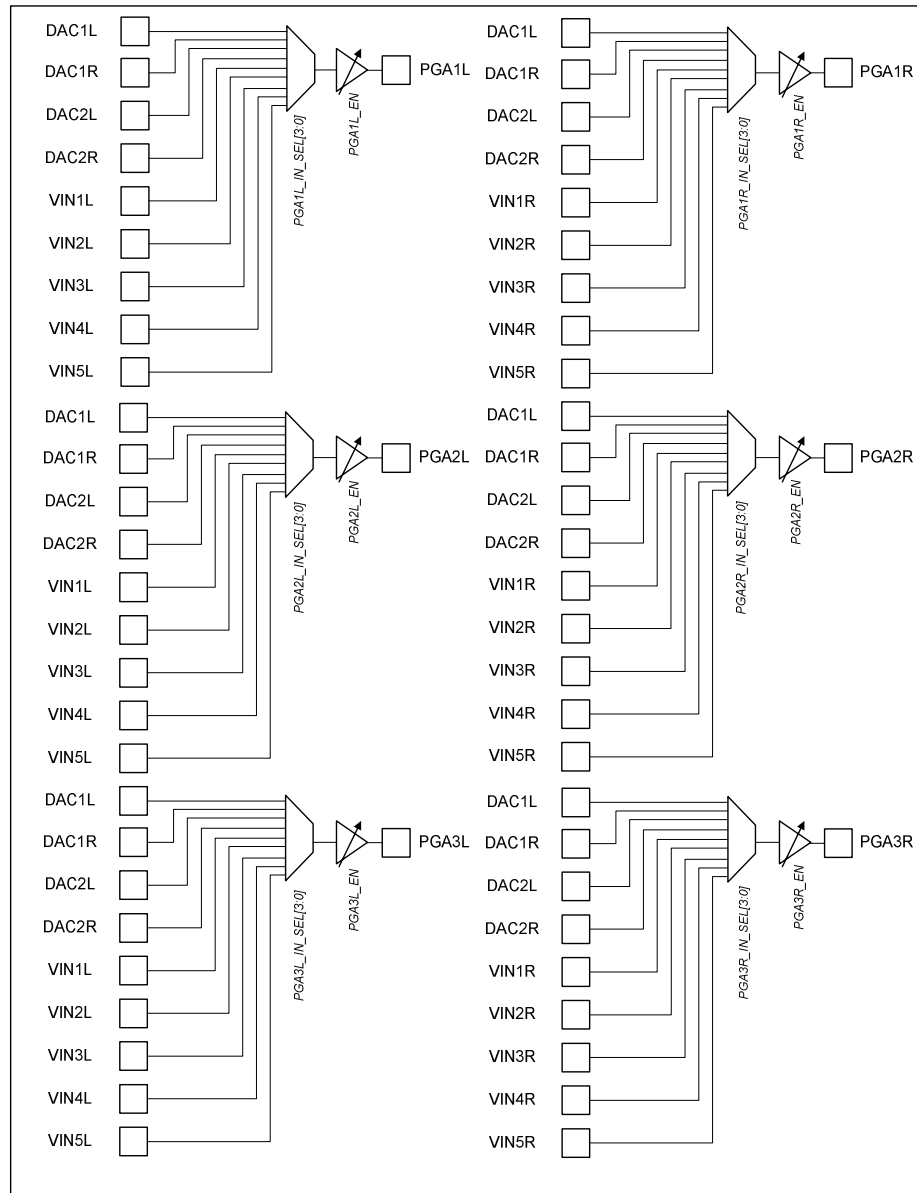 DAC1L
DAC1R
DAC2L
DAC2R
VIN1L
VIN2L
VIN3L
VIN4L
VIN5L
PGA1L_IN_SEL[3:0]
PGA1L_EN
PGA1L
DAC1L
DAC1R
DAC2L
DAC2R
VIN1R
VIN2R
VIN3R
VIN4R
VIN5R
PGA1R_IN_SEL[3:0]
PGA1R_EN
PGA1R
DAC1L
DAC1R
DAC2L
DAC2R
VIN1L
VIN2L
VIN3L
VIN4L
VIN5L
PGA2L_IN_SEL[3:0]
PGA2L_EN
PGA2L
DAC1L
DAC1R
DAC2L
DAC2R
VIN1R
VIN2R
VIN3R
VIN4R
VIN5R
PGA2R_IN_SEL[3:0]
PGA2R_EN
PGA2R
DAC1L
DAC1R
DAC2L
DAC2R
VIN1L
VIN2L
VIN3L
VIN4L
VIN5L
PGA3L_IN_SEL[3:0]
PGA3L_EN
PGA3L
DAC1L
DAC1R
DAC2L
DAC2R
VIN1R
VIN2R
VIN3R
VIN4R
VIN5R
PGA3R_IN_SEL[3:0]
PGA3R_EN
PGA3R